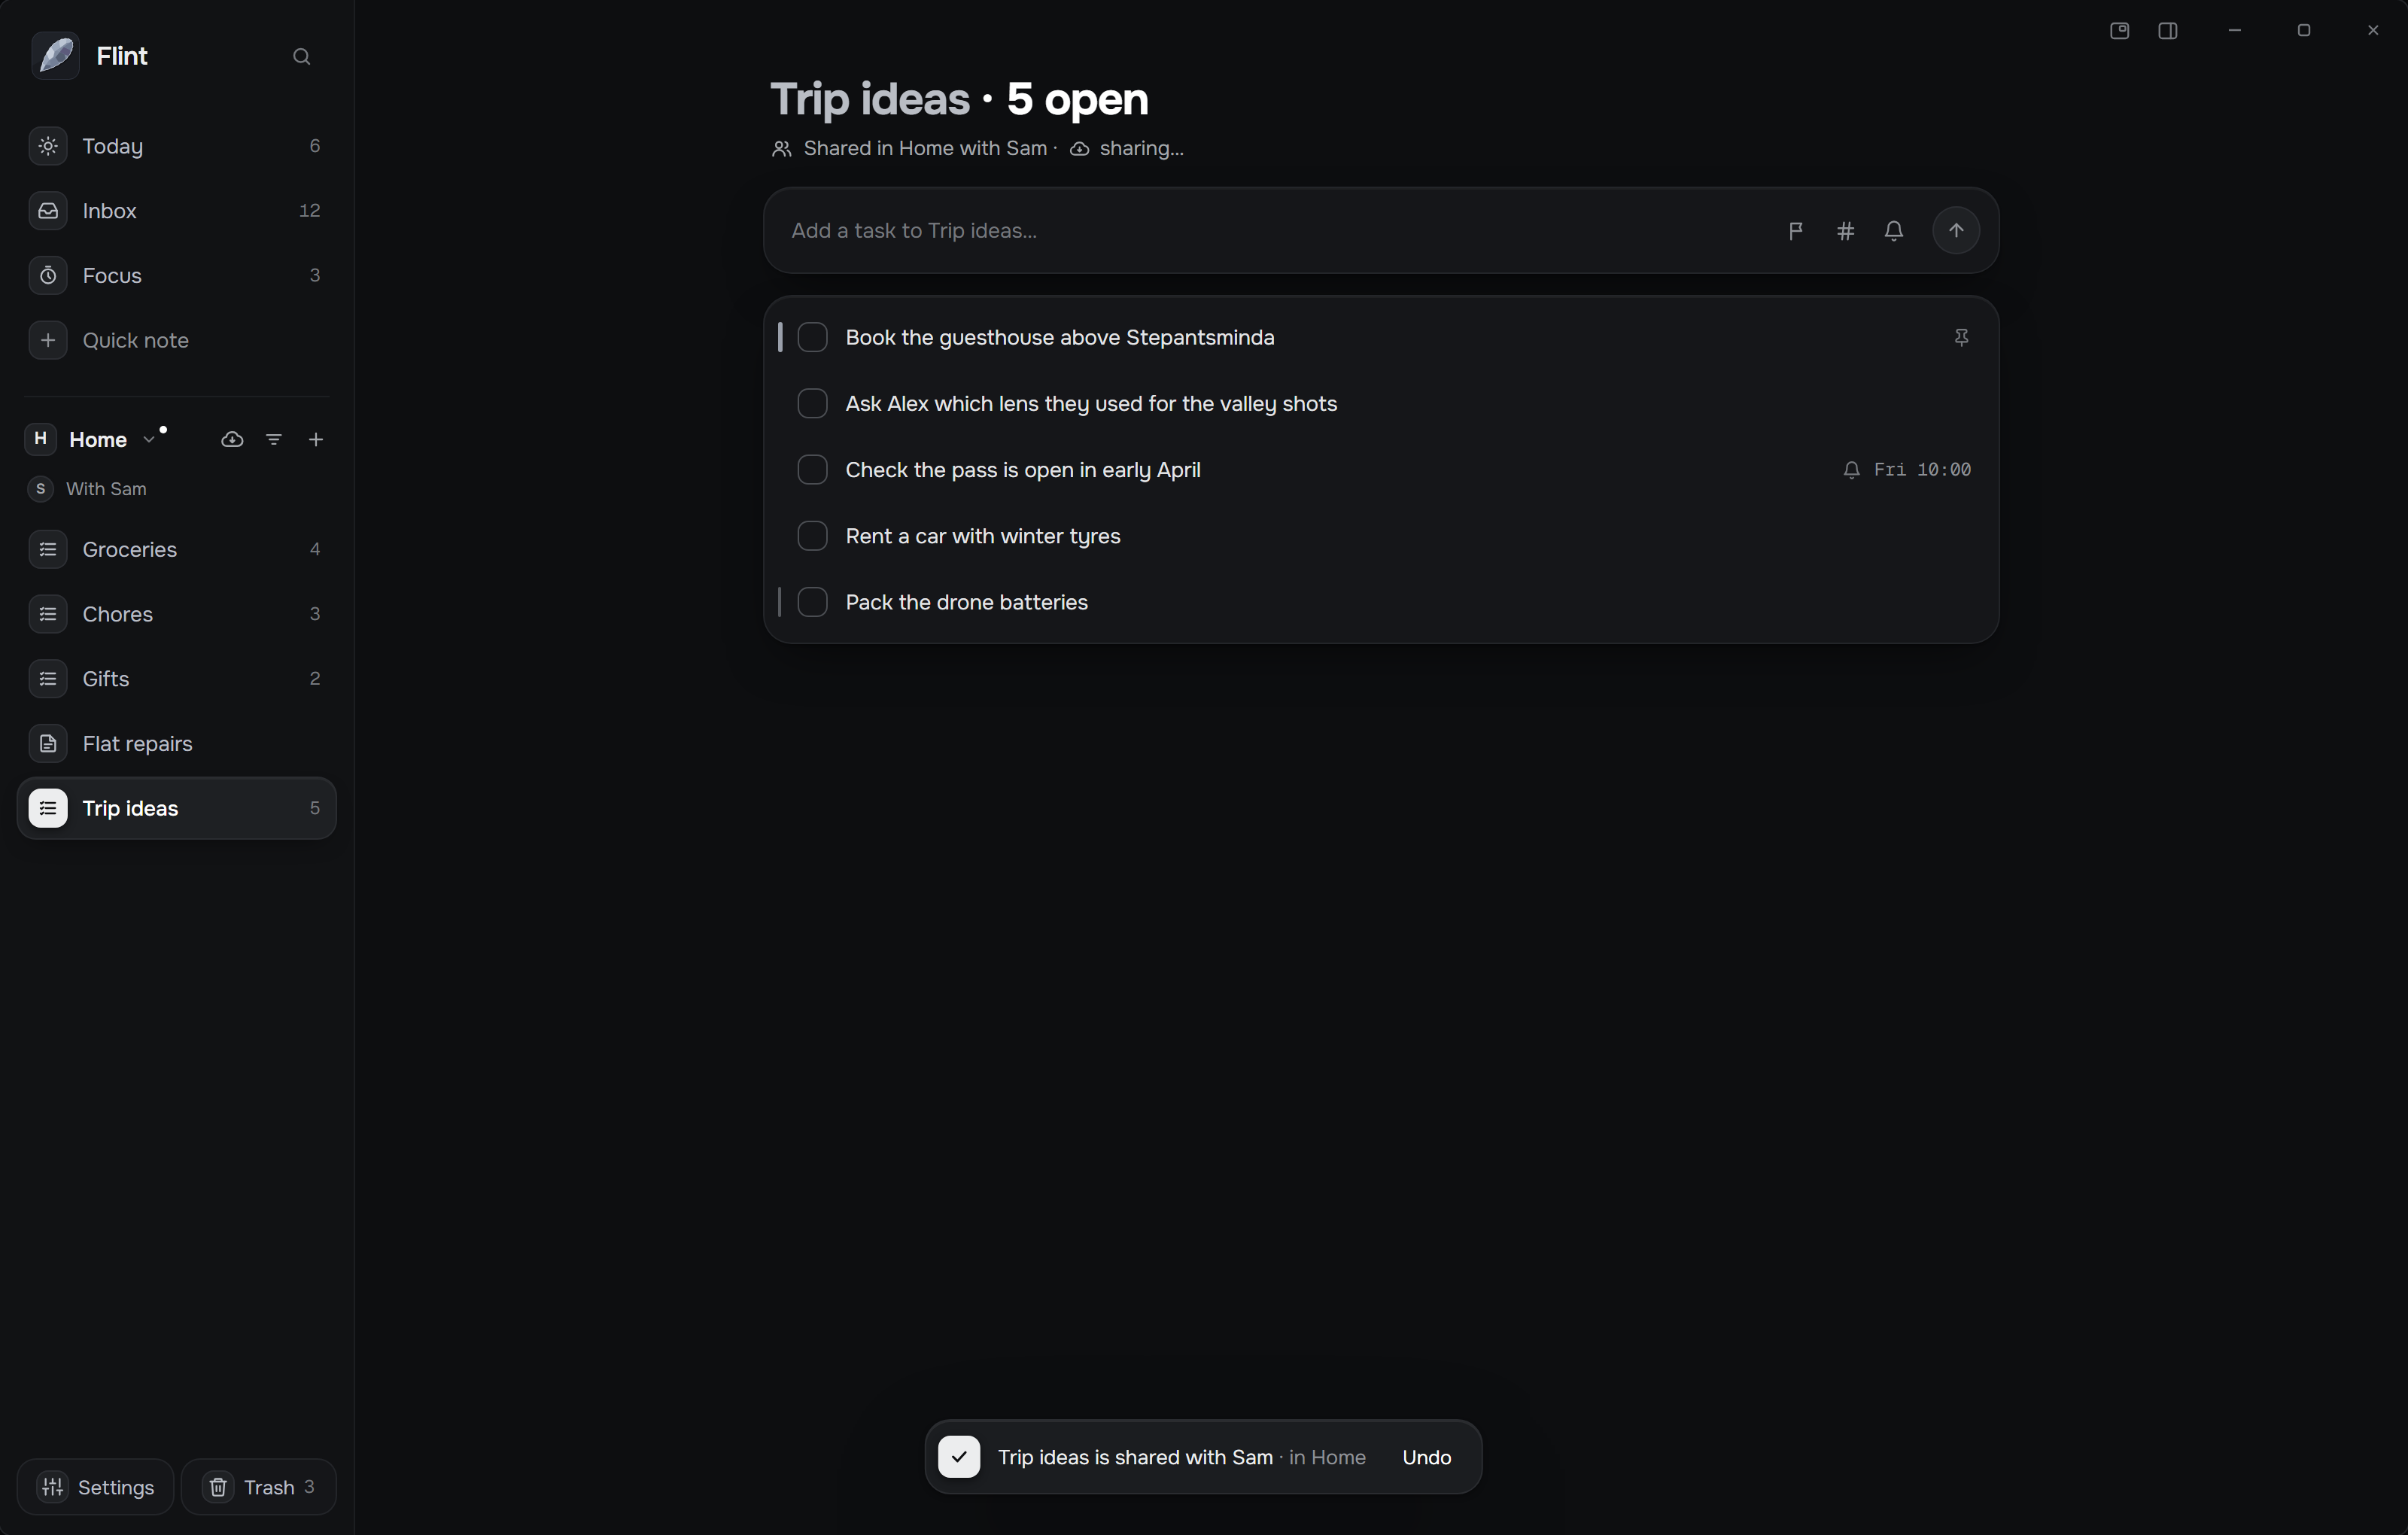 Flint
Today 6
Inbox 12
Focus 3
Quick note
H Home
S With Sam
Groceries 4
Chores 3
Gifts 2
Flat repairs
Trip ideas 5
Settings
Trash 3
Trip ideas · 5 open
Shared in Home with Sam · sharing...
Add a task to Trip ideas...
Book the guesthouse above Stepantsminda
Ask Alex which lens they used for the valley shots
Check the pass is open in early April Fri 10:00
Rent a car with winter tyres
Pack the drone batteries
Trip ideas is shared with Sam · in Home Undo